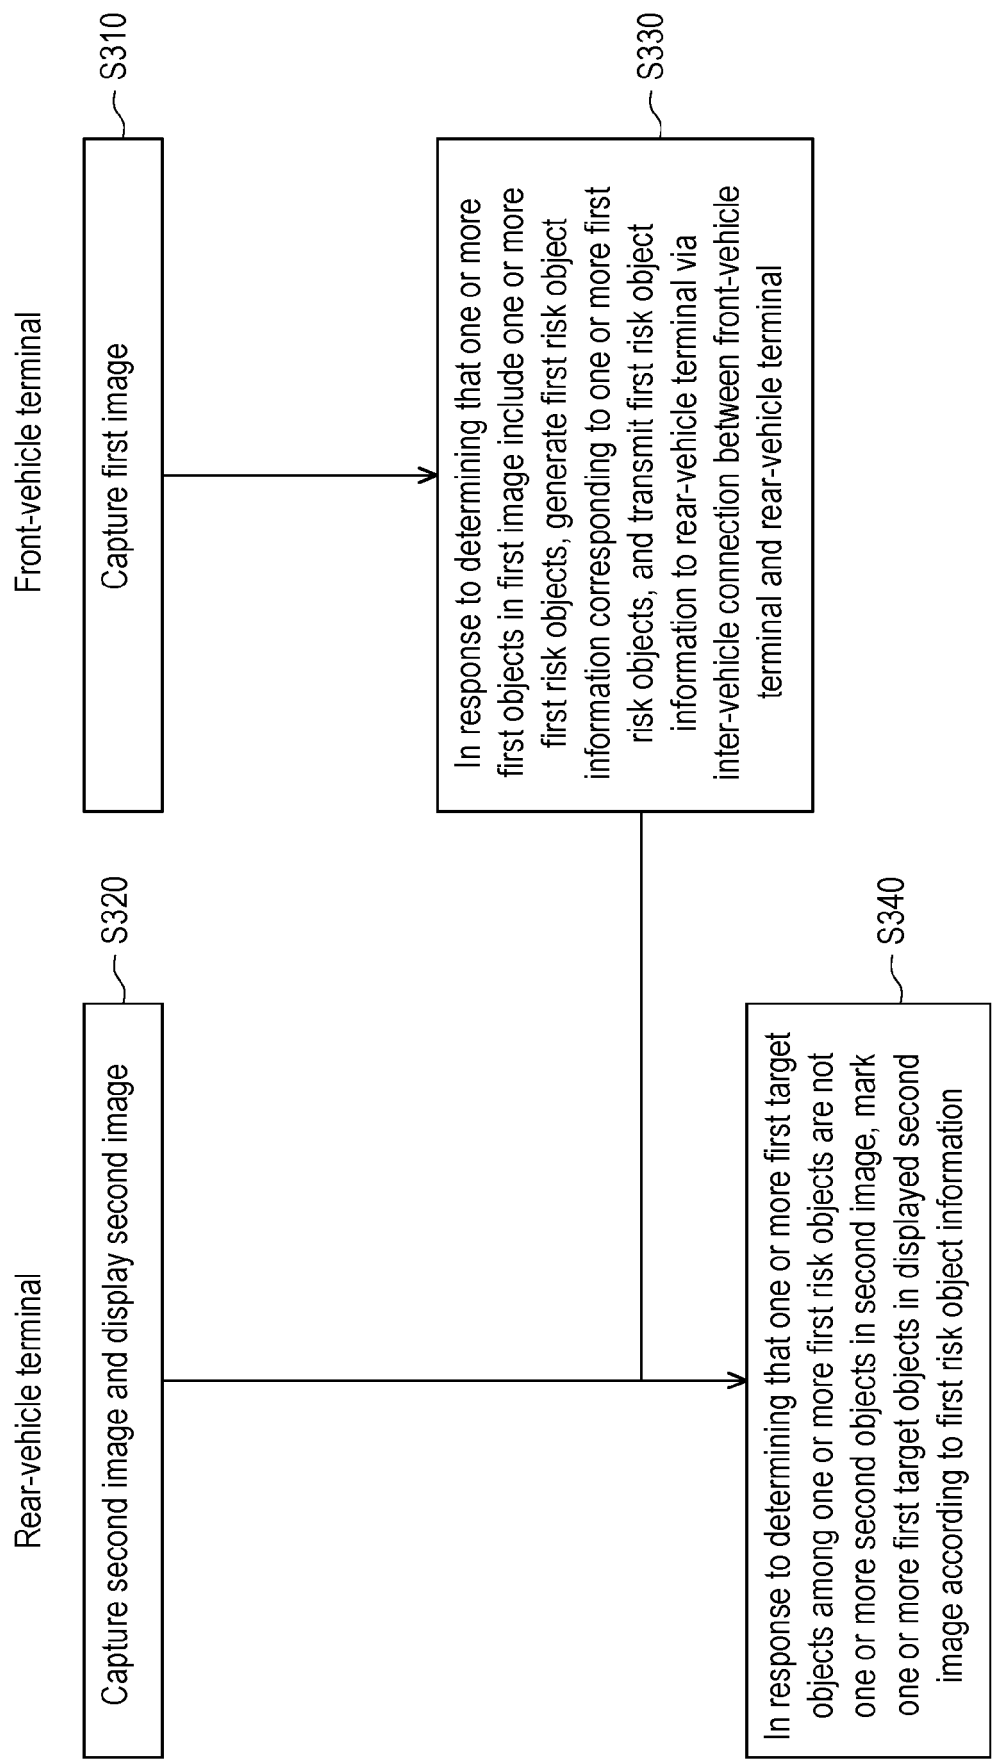 Rear-vehicle terminal
Front-vehicle terminal
Capture second image and display second image
S320
Capture first image
S310
In response to determining that one or more
first objects in first image include one or more
first risk objects, generate first risk object
information corresponding to one or more first
risk objects, and transmit first risk object
information to rear-vehicle terminal via
inter-vehicle connection between front-vehicle
terminal and rear-vehicle terminal
S330
In response to determining that one or more first target
objects among one or more first risk objects are not
one or more second objects in second image, mark
one or more first target objects in displayed second
image according to first risk object information
S340